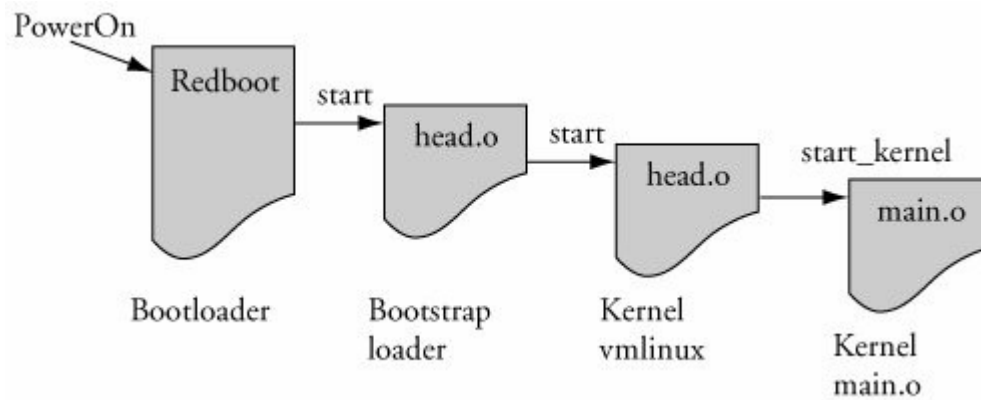 PowerOn
Redboot
start
head.o
start
head.o
start_kernel
main.o
Bootloader
Bootstrap
loader
Kernel
vmlinux
Kernel
main.o